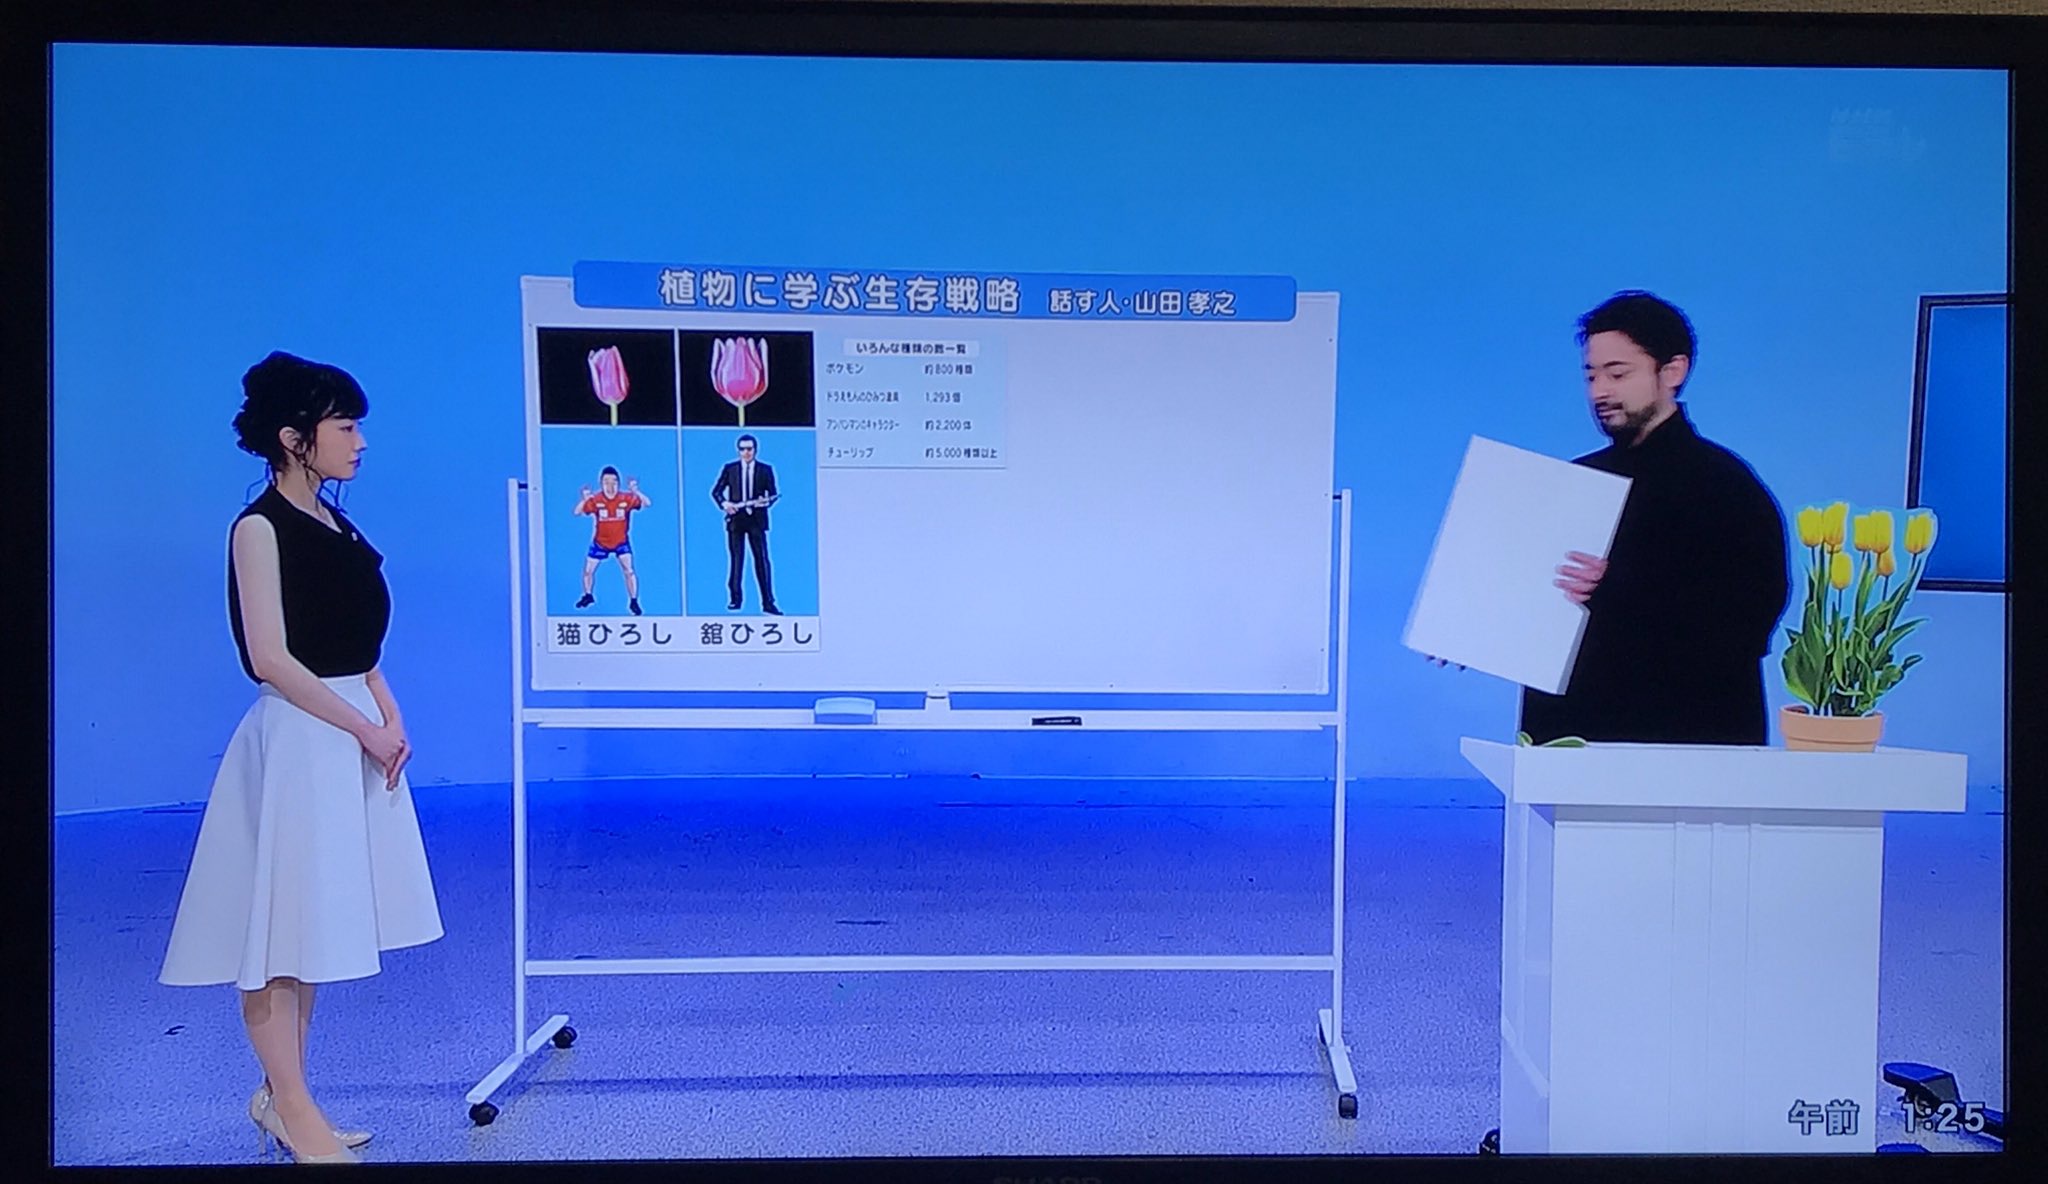 植物に学ぶ生存戦略 話す人・山田孝之
いろんな種類の数一覧
ポケモン 約800種類
ドラえもんのひみつ道具 1,293個
アンパンマンのキャラクター 約2,200体
チューリップ 約5,000種類以上
猫ひろし 舘ひろし
午前 1:25
SHARP